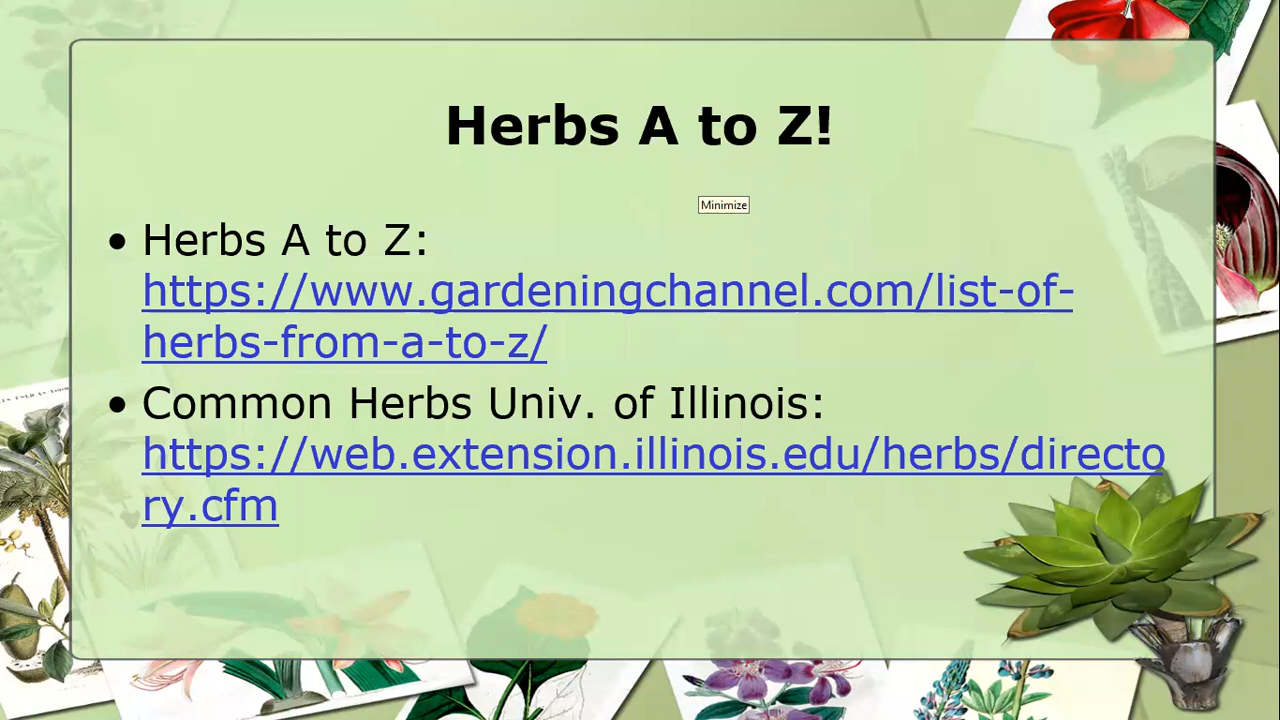 Herbs A to Z!
Minimize
• Herbs A to Z:
https://www.gardeningchannel.com/list-of-
herbs-from-a-to-z/
• Common Herbs Univ. of Illinois:
https://web.extension.illinois.edu/herbs/directo
ry.cfm